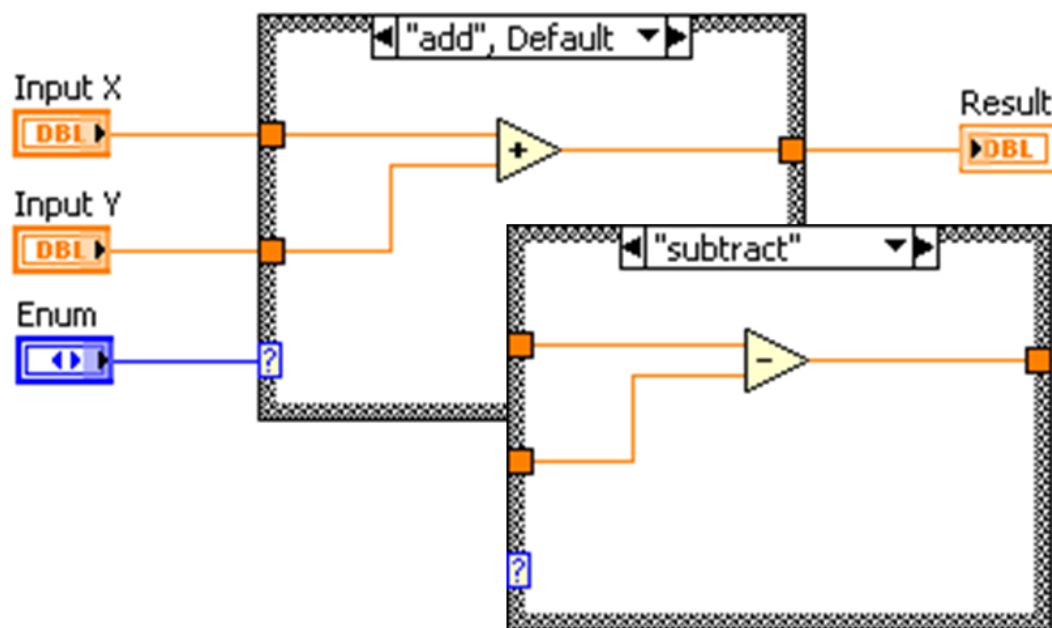 "add", Default
Input X
DBL
+
Result
DBL
Input Y
DBL
"subtract"
Enum
?
-
?